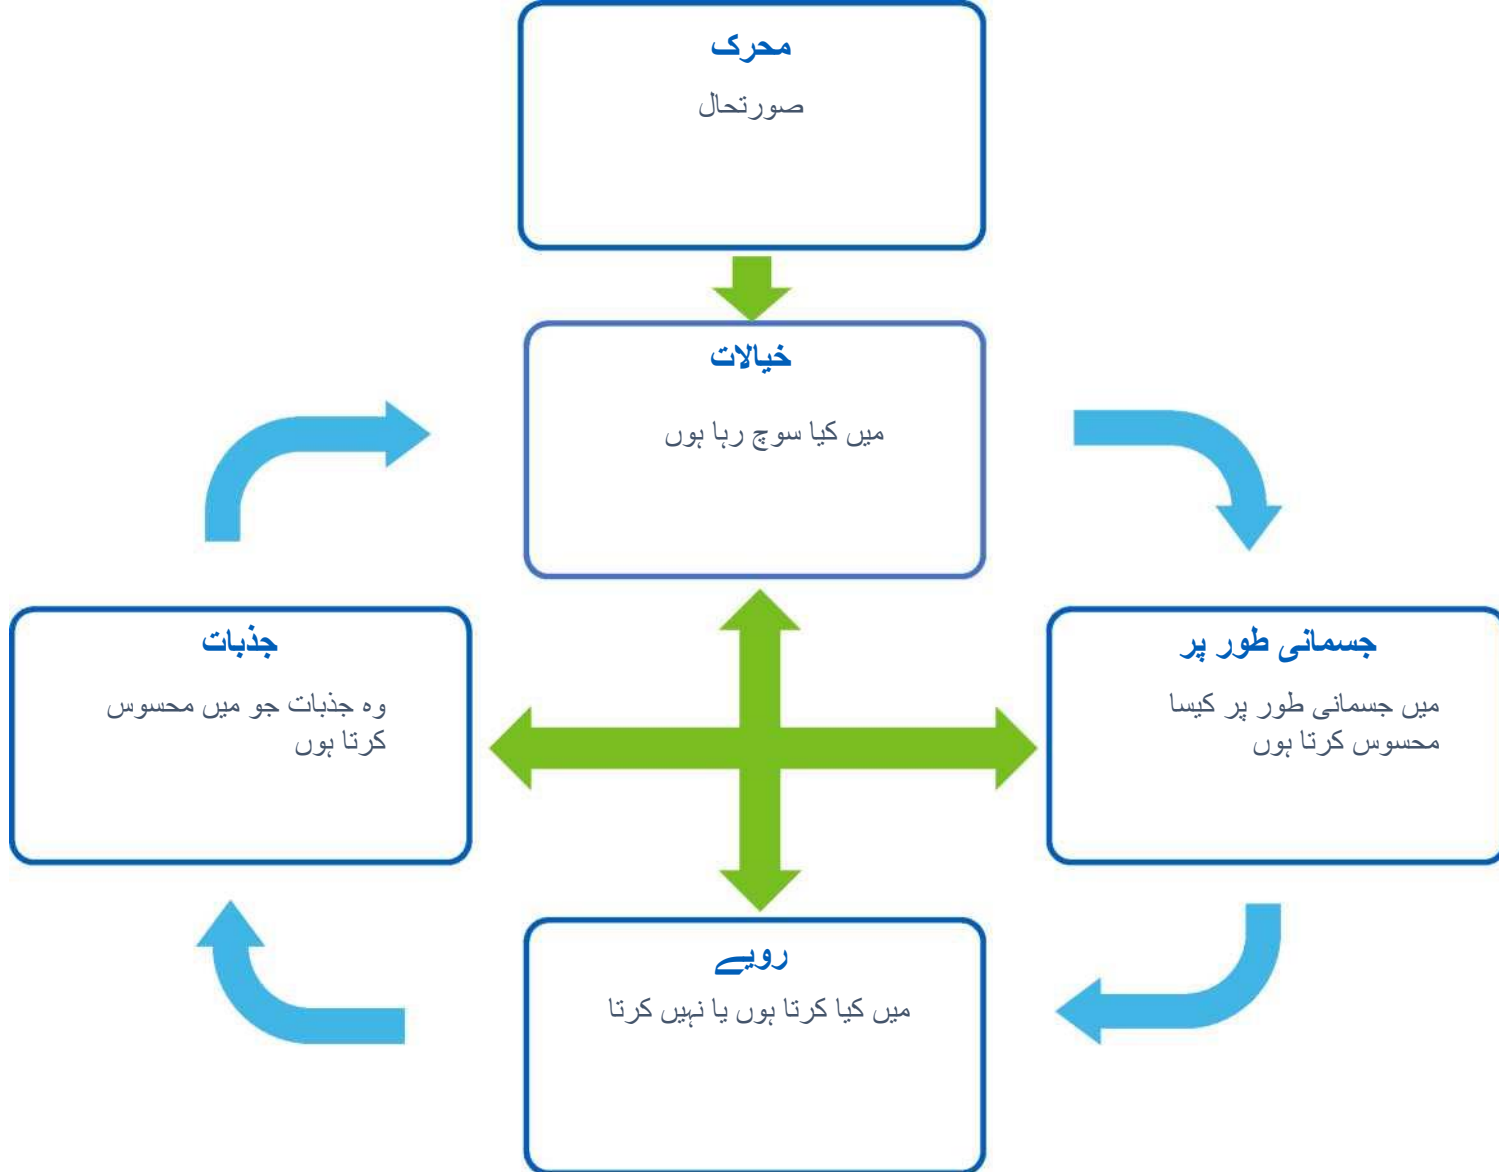 محرک
صورتحال
خیالات
میں کیا سوچ رہا ہوں
جسمانی طور پر
میں جسمانی طور پر کیسا
محسوس کرتا ہوں
جذبات
وہ جذبات جو میں محسوس
کرتا ہوں
رویے
میں کیا کرتا ہوں یا نہیں کرتا